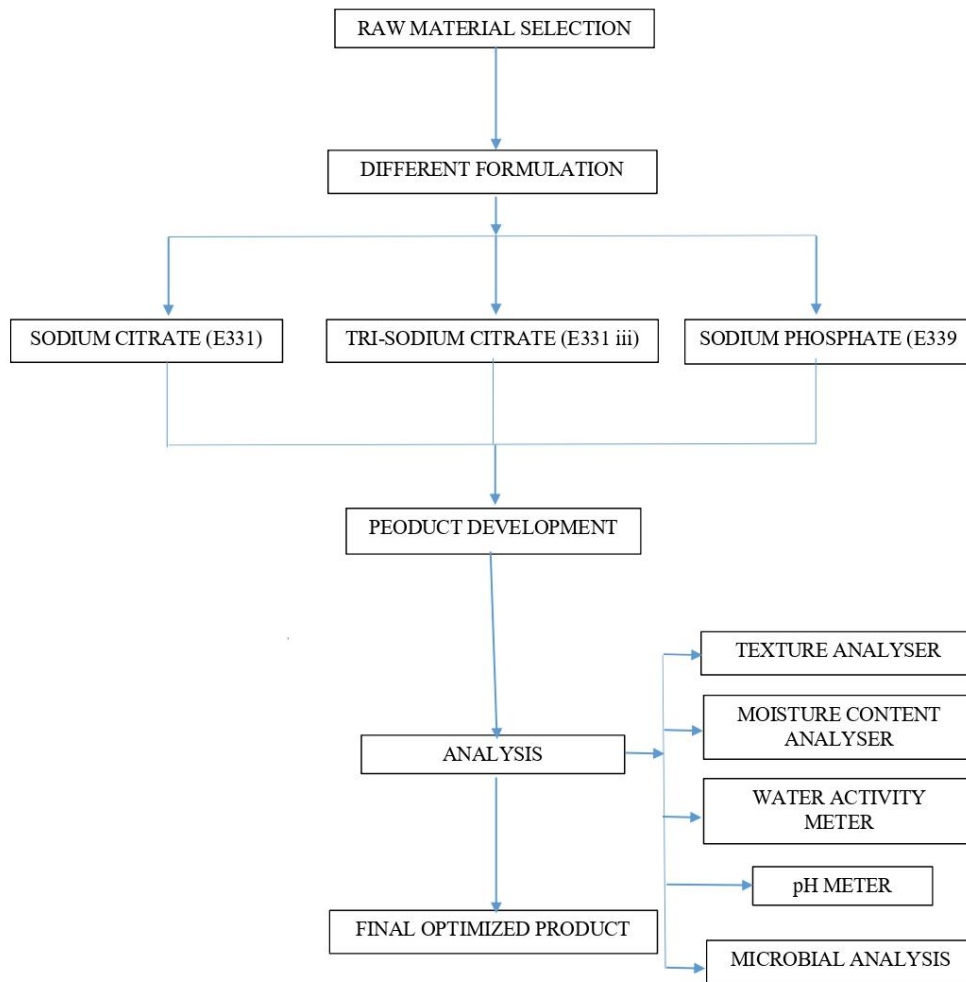 RAW MATERIAL SELECTION
DIFFERENT FORMULATION
SODIUM CITRATE (E331)
TRI-SODIUM CITRATE (E331 iii)
SODIUM PHOSPHATE (E339
PEODUCT DEVELOPMENT
TEXTURE ANALYSER
MOISTURE CONTENT
ANALYSER
ANALYSIS
WATER ACTIVITY
METER
pH METER
FINAL OPTIMIZED PRODUCT
MICROBIAL ANALYSIS